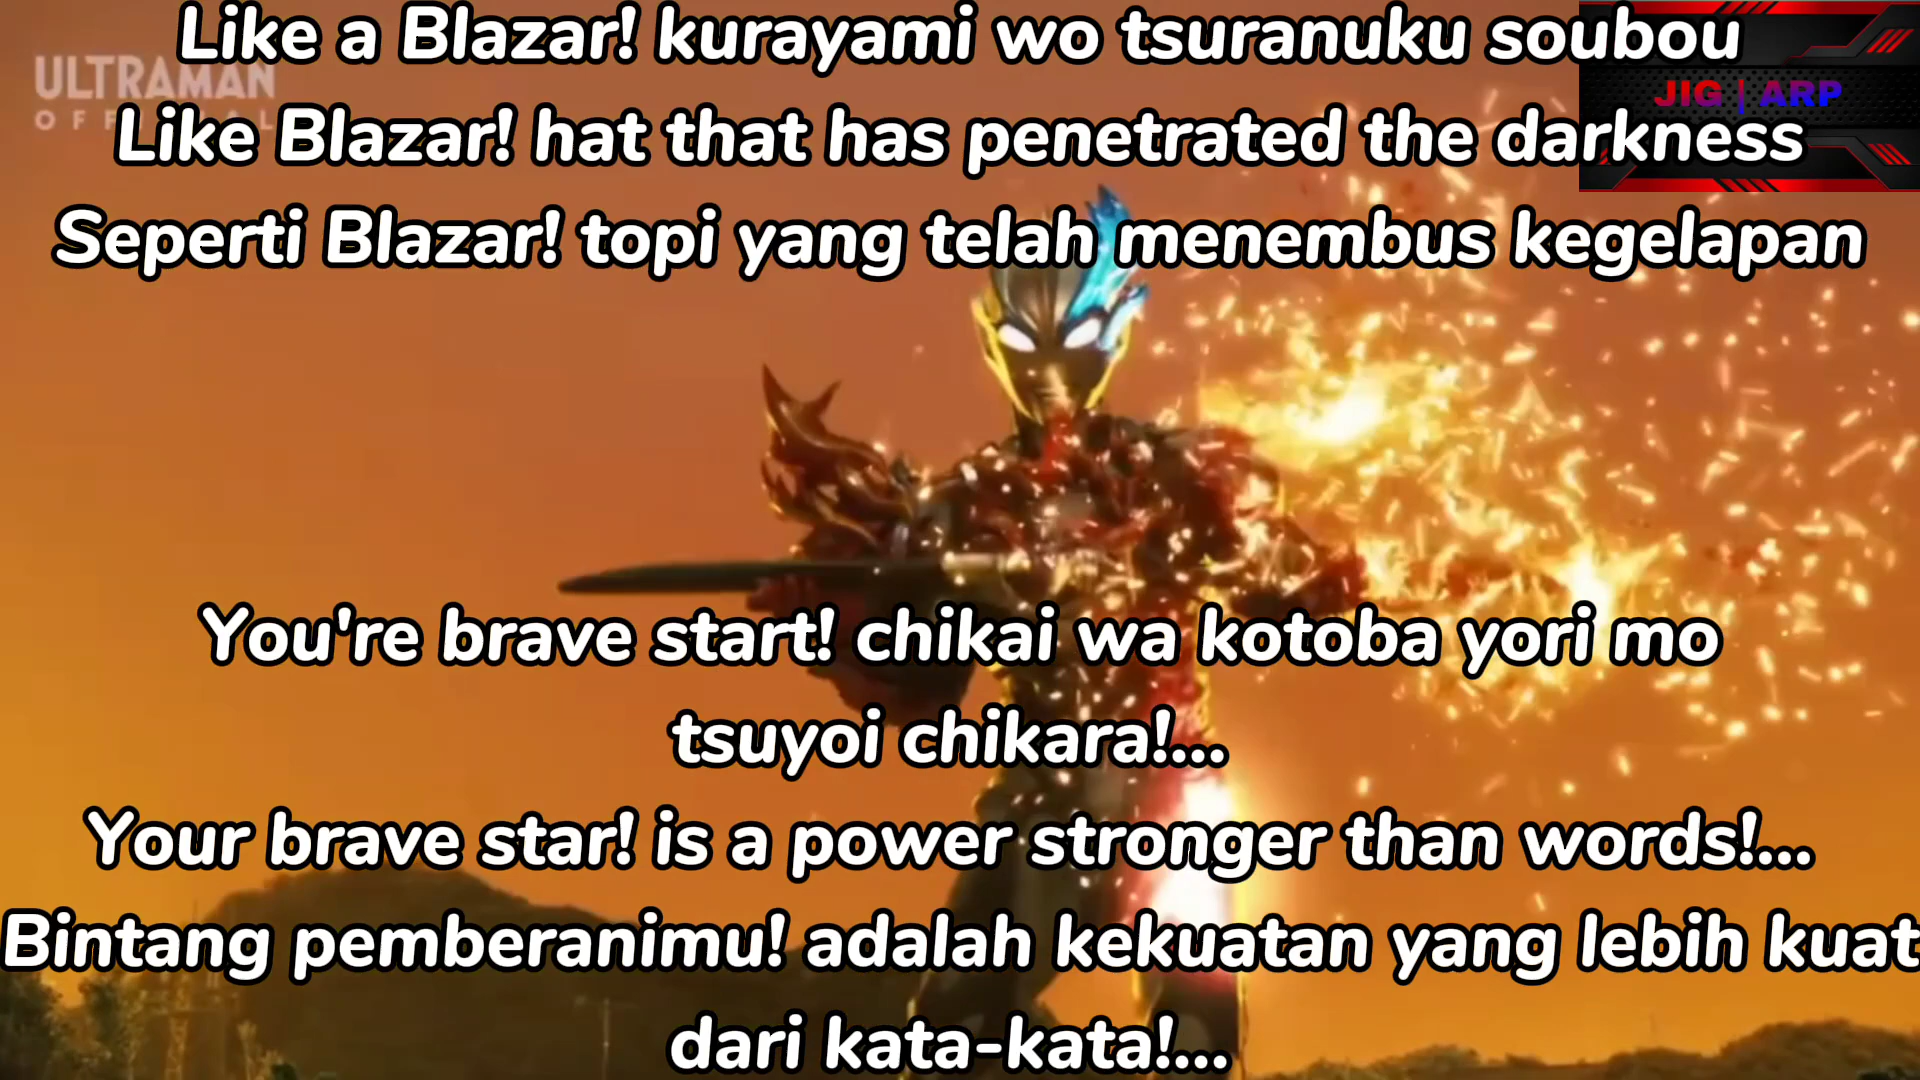 Like a Blazar! kurayami wo tsuranuku soubou
ULTRAMAN
OFFICIAL
JIG | ARP
Like Blazar! hat that has penetrated the darkness
Seperti Blazar! topi yang telah menembus kegelapan
You're brave start! chikai wa kotoba yori mo
tsuyoi chikara!...
Your brave star! is a power stronger than words!...
Bintang pemberanimu! adalah kekuatan yang lebih kuat
dari kata-kata!...